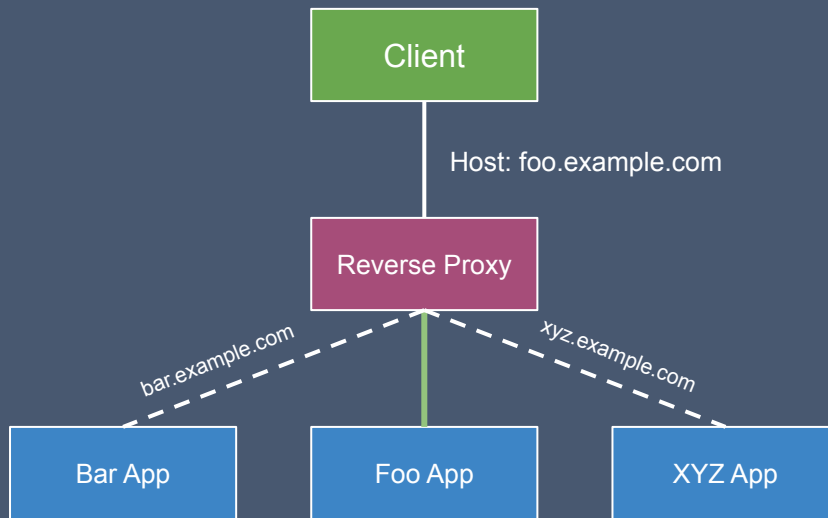 Client
Host: foo.example.com
Reverse Proxy
bar.example.com
xyz.example.com
Bar App
Foo App
XYZ App